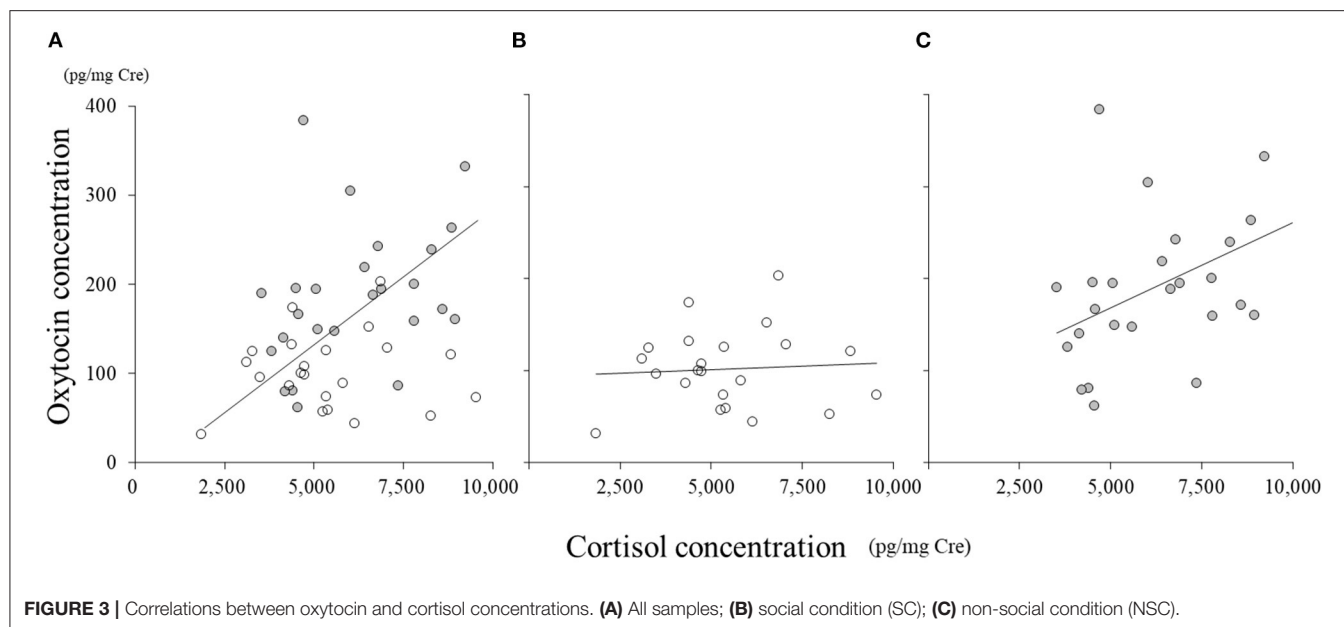 A
B
C
(pg/mg Cre)
Oxytocin concentration
400
300
200
100
0
0 2,500 5,000 7,500 10,000
2,500 5,000 7,500 10,000
2,500 5,000 7,500 10,000
Cortisol concentration (pg/mg Cre)
FIGURE 3 | Correlations between oxytocin and cortisol concentrations. (A) All samples; (B) social condition (SC); (C) non-social condition (NSC).